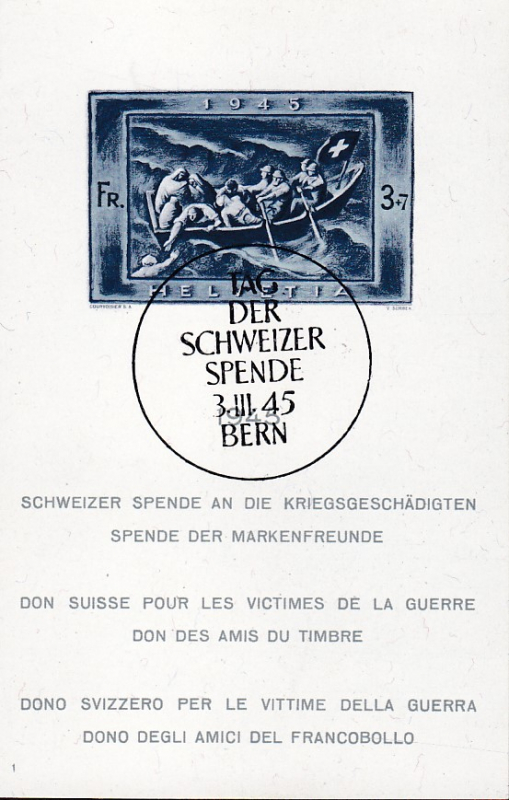 1945
FR. 3+7
HELVETIA
COURVOISIER S.A.
TAG
DER
SCHWEIZER
SPENDE
3.III.45
1945
BERN
SCHWEIZER SPENDE AN DIE KRIEGSGESCHÄDIGTEN
SPENDE DER MARKENFREUNDE
DON SUISSE POUR LES VICTIMES DE LA GUERRE
DON DES AMIS DU TIMBRE
DONO SVIZZERO PER LE VITTIME DELLA GUERRA
DONO DEGLI AMICI DEL FRANCOBOLLO
1